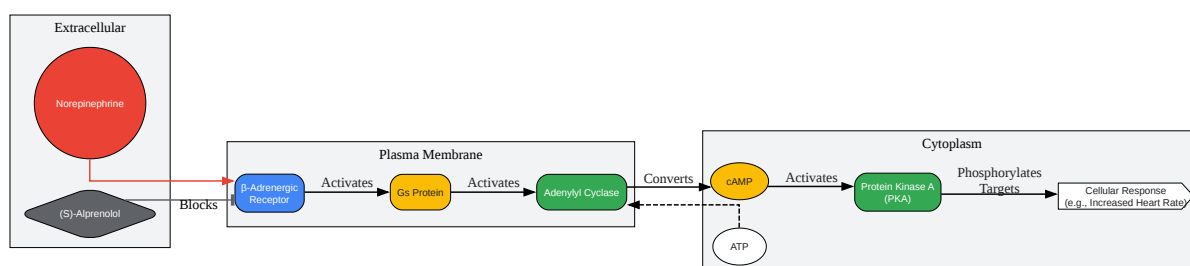 Extracellular
Norepinephrine
(S)-Alprenolol
Blocks
Plasma Membrane
β-Adrenergic
Receptor
Activates
Gs Protein
Activates
Adenylyl Cyclase
Converts
Cytoplasm
cAMP
ATP
Activates
Protein Kinase A
(PKA)
Phosphorylates
Targets
Cellular Response
(e.g., Increased Heart Rate)